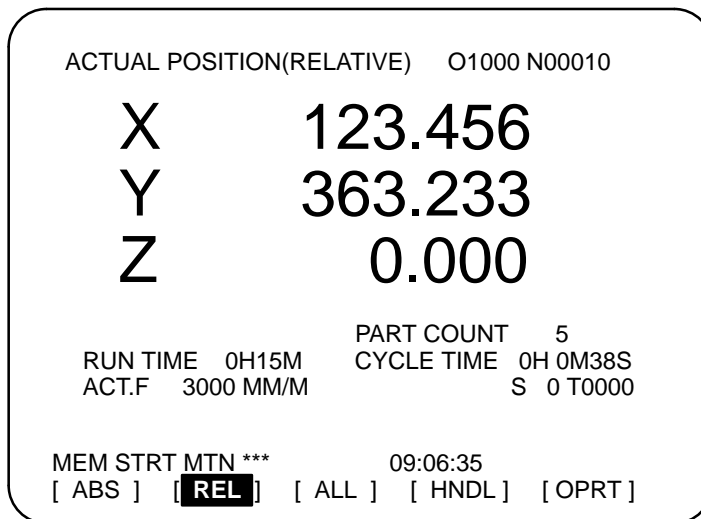 ACTUAL POSITION(RELATIVE) O1000 N00010
X 123.456
Y 363.233
Z 0.000
PART COUNT 5
RUN TIME 0H15M CYCLE TIME 0H 0M38S
ACT.F 3000 MM/M S 0 T0000
MEM STRT MTN *** 09:06:35
[ ABS ] [ REL ] [ ALL ] [ HNDL ] [ OPRT ]